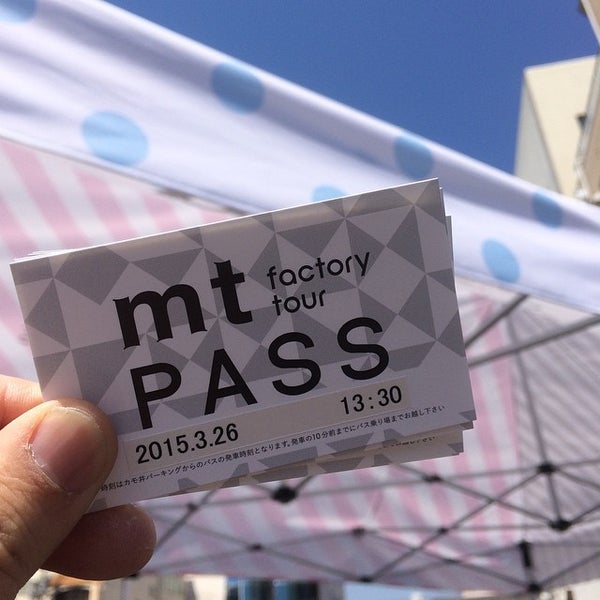 mt factory
tour
PASS
2015.3.26 13:30
時刻はカモ井パーキングからのバスの発車時刻となります。発車の10分前までにバス乗り場までお越し下さい